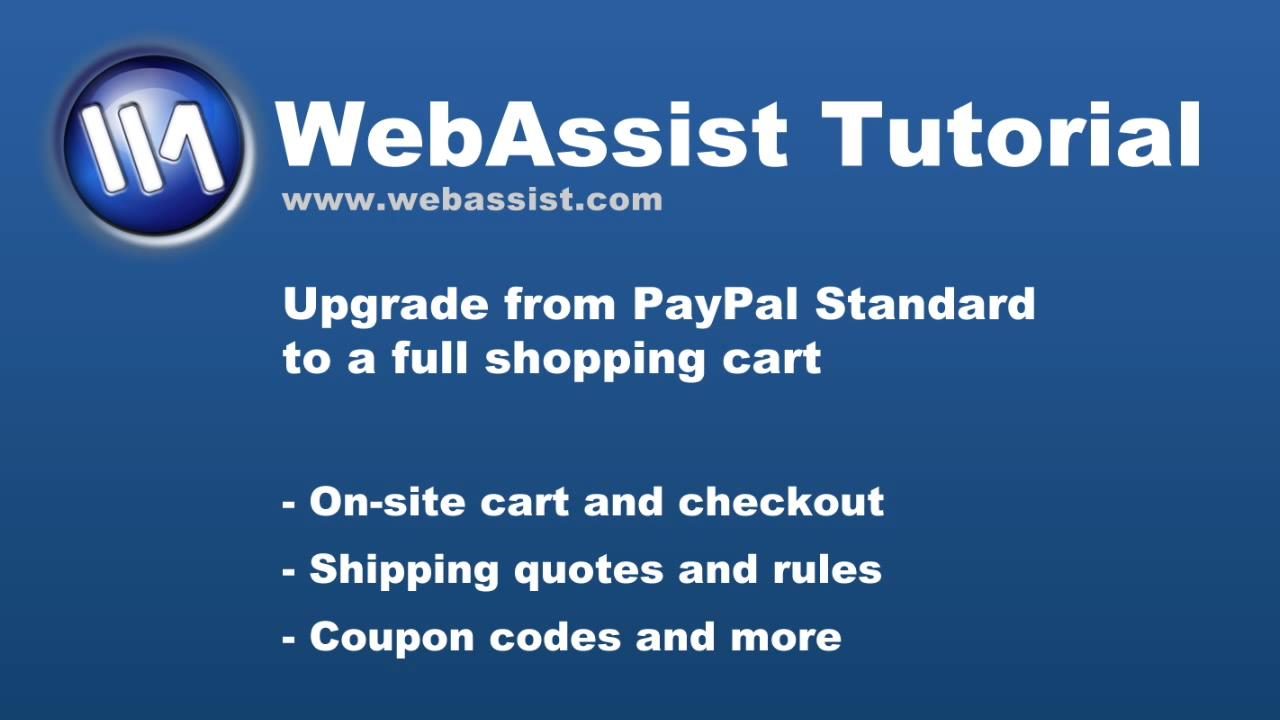 WebAssist Tutorial
www.webassist.com
Upgrade from PayPal Standard
to a full shopping cart
- On-site cart and checkout
- Shipping quotes and rules
- Coupon codes and more